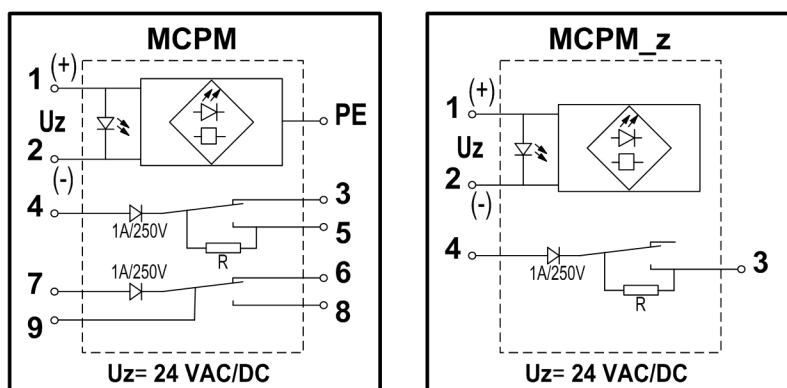 MCPM
1 (+)
Uz
2
(-)
PE
4
1A/250V
3
5
R
1A/250V
7
6
9
8
Uz= 24 VAC/DC
MCPM_z
1 (+)
Uz
2
(-)
4
1A/250V
3
R
Uz= 24 VAC/DC